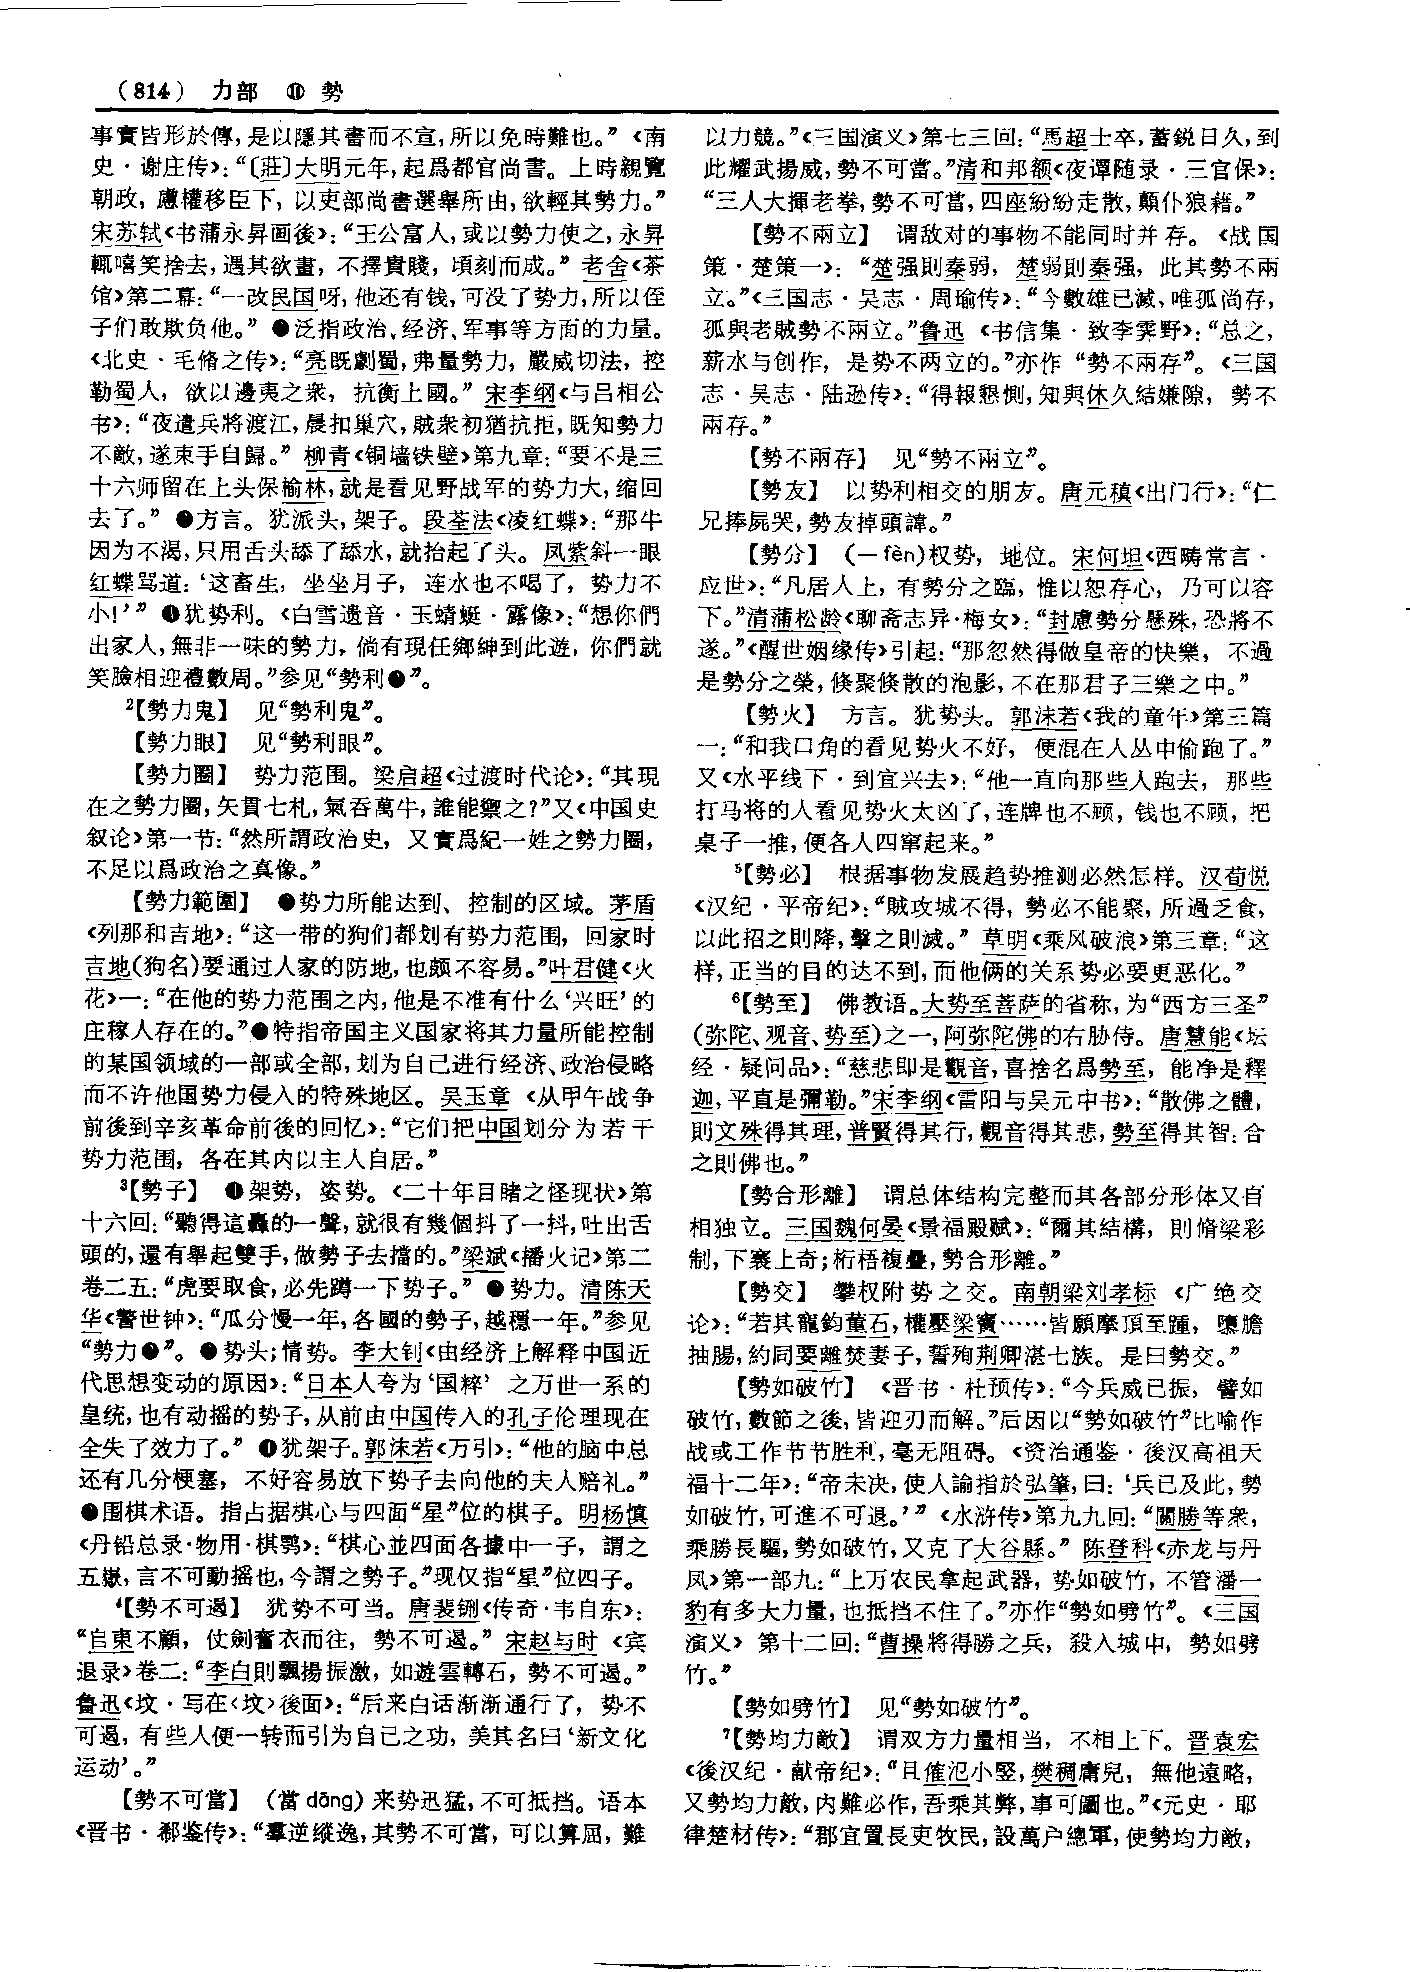 （814） 力部 ⑪ 勢
事實皆形於傳，是以隱其書而不宣，所以免時難也。”《南
史·谢庄传》：“〔莊〕大明元年，起爲都官尚書。上時親覽
朝政，慮權移臣下，以吏部尚書選舉所由，欲輕其勢力。”
宋苏轼《书蒲永昇画後》：“王公富人，或以勢力使之，永昇
輒嘻笑捨去，遇其欲畫，不擇貴賤，頃刻而成。”老舍《茶
馆》第二幕：“一改民国呀，他还有钱，可没了势力，所以侄
子们敢欺负他。”●泛指政治、经济、军事等方面的力量。
《北史·毛脩之传》：“亮既劇蜀，弗量勢力，嚴威切法，控
勒蜀人，欲以邊夷之衆，抗衡上國。”宋李纲《与吕相公
书》：“夜遣兵將渡江，晨扣巢穴，賊衆初猶抗拒，既知勢力
不敵，遂束手自歸。”柳青《铜墙铁壁》第九章：“要不是三
十六师留在上头保榆林，就是看见野战军的势力大，缩回
去了。”●方言。犹派头，架子。段荃法《凌红蝶》：“那牛
因为不渴，只用舌头舔了舔水，就抬起了头。凤紫斜一眼
红蝶骂道：‘这畜生，坐坐月子，连水也不喝了，势力不
小！’”❶犹势利。《白雪遗音·玉蜻蜓·露像》：“想你們
出家人，無非一味的勢力，倘有現任鄉紳到此遊，你們就
笑臉相迎禮數周。”参见“勢利●”。
²【勢力鬼】 见“勢利鬼”。
【勢力眼】 见“勢利眼”。
【勢力圈】 势力范围。梁启超《过渡时代论》：“其現
在之勢力圈，矢貫七札，氣吞萬牛，誰能禦之？”又《中国史
叙论》第一节：“然所謂政治史，又實爲紀一姓之勢力圈，
不足以爲政治之真像。”
【勢力範圍】 ●势力所能达到、控制的区域。茅盾
《列那和吉地》：“这一带的狗们都划有势力范围，回家时
吉地（狗名）要通过人家的防地，也颇不容易。”叶君健《火
花》一：“在他的势力范围之内，他是不准有什么‘兴旺’的
庄稼人存在的。”●特指帝国主义国家将其力量所能控制
的某国领域的一部或全部，划为自己进行经济、政治侵略
而不许他国势力侵入的特殊地区。吴玉章《从甲午战争
前後到辛亥革命前後的回忆》：“它们把中国划分为若干
势力范围，各在其内以主人自居。”
³【勢子】 ❶架势，姿势。《二十年目睹之怪现状》第
十六回：“聽得這轟的一聲，就很有幾個抖了一抖，吐出舌
頭的，還有舉起雙手，做勢子去擋的。”梁斌《播火记》第二
卷二五：“虎要取食，必先蹲一下势子。”●势力。清陈天
华《警世钟》：“瓜分慢一年，各國的勢子，越穩一年。”参见
“勢力●”。●势头；情势。李大钊《由经济上解释中国近
代思想变动的原因》：“日本人夸为‘国粹’之万世一系的
皇统，也有动摇的势子，从前由中国传入的孔子伦理现在
全失了效力了。”❶犹架子。郭沫若《万引》：“他的脑中总
还有几分梗塞，不好容易放下势子去向他的夫人赔礼。”
●围棋术语。指占据棋心与四面“星”位的棋子。明杨慎
《丹铅总录·物用·棋鹗》：“棋心並四面各據中一子，謂之
五嶽，言不可動摇也，今謂之勢子。”现仅指“星”位四子。
⁴【勢不可遏】 犹势不可当。唐裴铏《传奇·韦自东》：
“自東不顧，仗劍奮衣而往，勢不可遏。”宋赵与时《宾
退录》卷二：“李白則飄揚振激，如遊雲轉石，勢不可遏。”
鲁迅《坟·写在〈坟〉後面》：“后来白话渐渐通行了，势不
可遏，有些人便一转而引为自己之功，美其名曰‘新文化
运动’。”
【勢不可當】 （當dāng）来势迅猛，不可抵挡。语本
《晋书·郗鉴传》：“羣逆縱逸，其勢不可當，可以算屈，難
以力競。”《三国演义》第七三回：“馬超士卒，蓄鋭日久，到
此耀武揚威，勢不可當。”清和邦额《夜谭随录·三官保》：
“三人大揮老拳，勢不可當，四座紛紛走散，顛仆狼藉。”
【勢不兩立】 谓敌对的事物不能同时并存。《战国
策·楚策一》：“楚强則秦弱，楚弱則秦强，此其勢不兩
立。”《三国志·吴志·周瑜传》：“今數雄已滅，唯孤尚存，
孤與老賊勢不兩立。”鲁迅《书信集·致李霁野》：“总之，
薪水与创作，是势不两立的。”亦作“勢不兩存”。《三国
志·吴志·陆逊传》：“得報懇惻，知與休久結嫌隙，勢不
兩存。”
【勢不兩存】 见“勢不兩立”。
【勢友】 以势利相交的朋友。唐元稹《出门行》：“仁
兄捧屍哭，勢友掉頭諱。”
【勢分】 （—fèn）权势，地位。宋何坦《西畴常言·
应世》：“凡居人上，有勢分之臨，惟以恕存心，乃可以容
下。”清蒲松龄《聊斋志异·梅女》：“封慮勢分懸殊，恐將不
遂。”《醒世姻缘传》引起：“那忽然得做皇帝的快樂，不過
是勢分之榮，倏聚倏散的泡影，不在那君子三樂之中。”
【勢火】 方言。犹势头。郭沫若《我的童年》第三篇
一：“和我口角的看见势火不好，便混在人丛中偷跑了。”
又《水平线下·到宜兴去》：“他一直向那些人跑去，那些
打马将的人看见势火太凶了，连牌也不顾，钱也不顾，把
桌子一推，便各人四窜起来。”
⁵【勢必】 根据事物发展趋势推测必然怎样。汉荀悦
《汉纪·平帝纪》：“賊攻城不得，勢必不能聚，所過乏食，
以此招之則降，擊之則滅。”草明《乘风破浪》第三章：“这
样，正当的目的达不到，而他俩的关系势必要更恶化。”
⁶【勢至】 佛教语。大势至菩萨的省称，为“西方三圣”
（弥陀、观音、势至）之一，阿弥陀佛的右胁侍。唐慧能《坛
经·疑问品》：“慈悲即是觀音，喜捨名爲勢至，能净是釋
迦，平直是彌勒。”宋李纲《雷阳与吴元中书》：“散佛之體，
則文殊得其理，普賢得其行，觀音得其悲，勢至得其智：合
之則佛也。”
【勢合形離】 谓总体结构完整而其各部分形体又自
相独立。三国魏何晏《景福殿赋》：“爾其結構，則脩梁彩
制，下褰上奇；桁梧複疊，勢合形離。”
【勢交】 攀权附势之交。南朝梁刘孝标《广绝交
论》：“若其寵鈞董石，權壓梁竇……皆願摩頂至踵，隳膽
抽腸，約同要離焚妻子，誓殉荆卿湛七族。是曰勢交。”
【勢如破竹】 《晋书·杜预传》：“今兵威已振，譬如
破竹，數節之後，皆迎刃而解。”后因以“勢如破竹”比喻作
战或工作节节胜利，毫无阻碍。《资治通鉴·後汉高祖天
福十二年》：“帝未决，使人諭指於弘肇，曰：‘兵已及此，勢
如破竹，可進不可退。’”《水浒传》第九九回：“關勝等衆，
乘勝長驅，勢如破竹，又克了大谷縣。”陈登科《赤龙与丹
凤》第一部九：“上万农民拿起武器，势如破竹，不管潘一
豹有多大力量，也抵挡不住了。”亦作“勢如劈竹”。《三国
演义》第十二回：“曹操將得勝之兵，殺入城中，勢如劈
竹。”
【勢如劈竹】 见“勢如破竹”。
⁷【勢均力敵】 谓双方力量相当，不相上下。晋袁宏
《後汉纪·献帝纪》：“且傕汜小竪，樊稠庸兒，無他遠略，
又勢均力敵，内難必作，吾乘其弊，事可圖也。”《元史·耶
律楚材传》：“郡宜置長吏牧民，設萬户總軍，使勢均力敵，